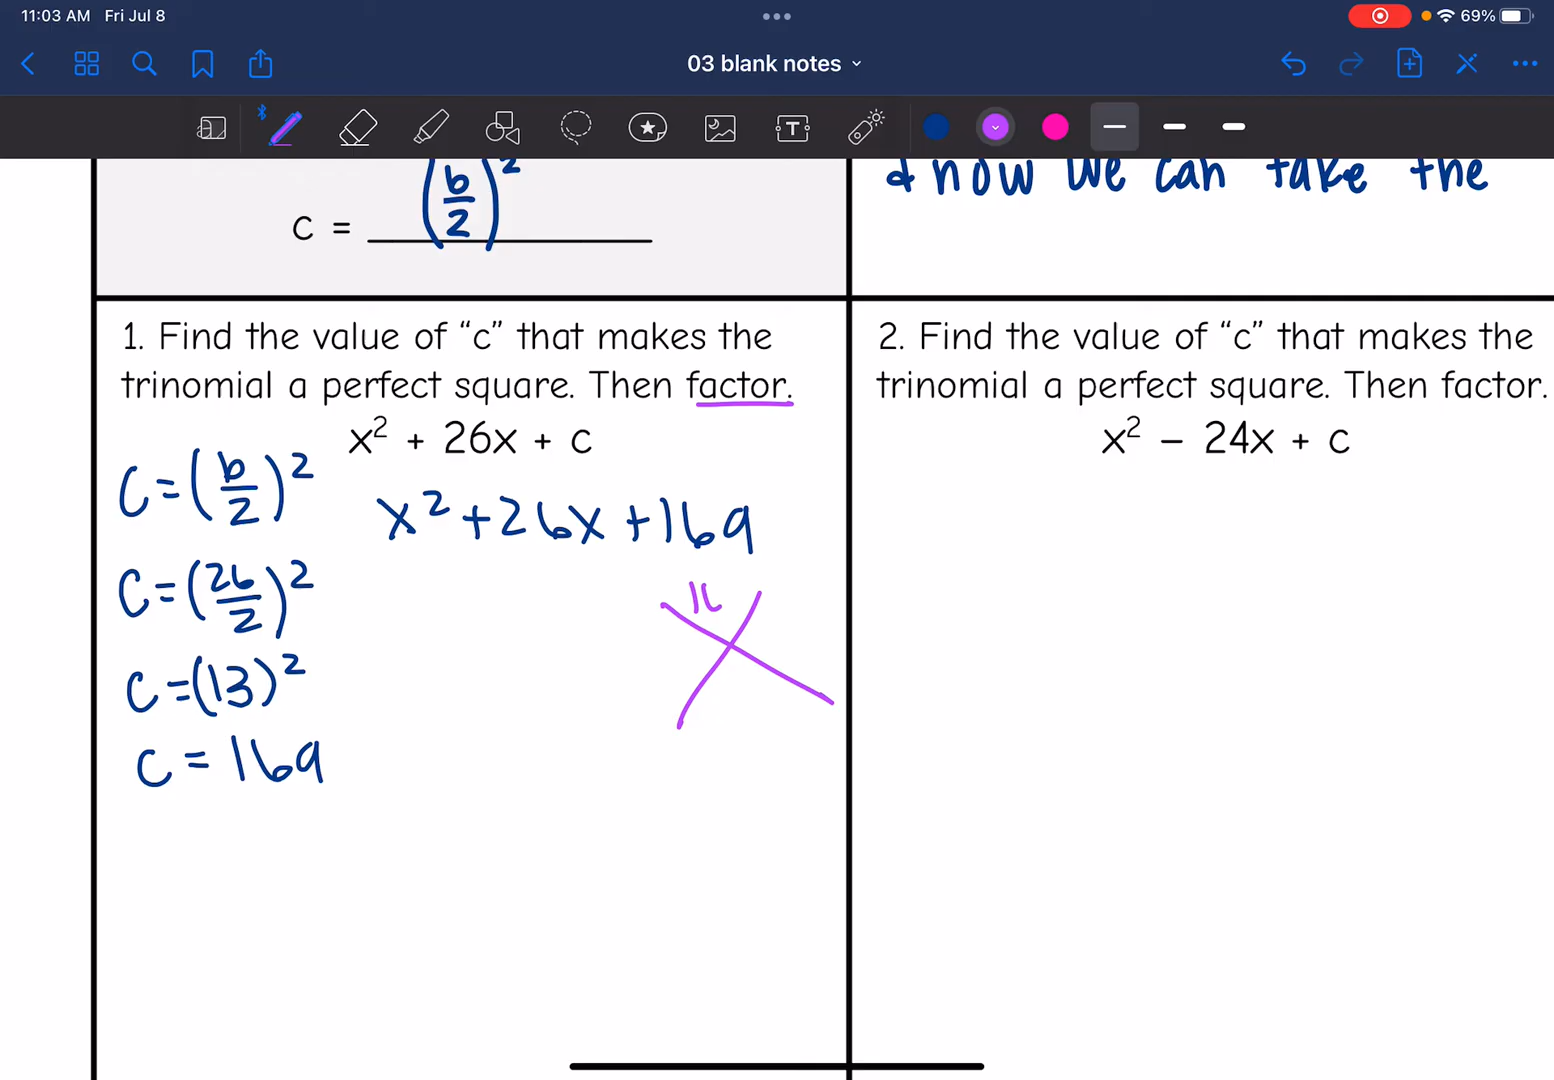 11:03 AM Fri Jul 8
69%
03 blank notes
T
c = (b/2)²
& now we can take the
1. Find the value of “c” that makes the
trinomial a perfect square. Then factor.
x² + 26x + c
C = (b/2)²
x² + 26x + 169
C = (26/2)²
C = (13)²
C = 169
2. Find the value of “c” that makes the
trinomial a perfect square. Then factor.
x² – 24x + c